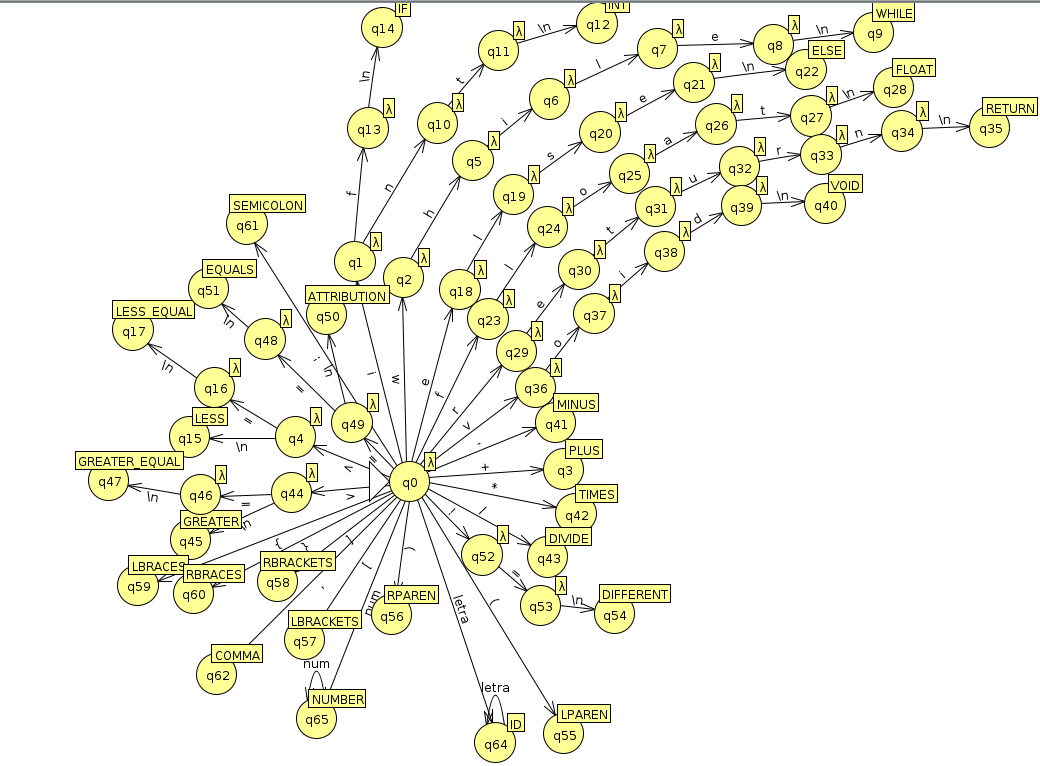 IF
q14
\n
λ
q13
f
INT
q12
\n
λ
q11
t
λ
q10
n
λ
q1
i
WHILE
q9
\n
λ
q8
e
λ
q7
l
λ
q6
i
λ
q5
h
λ
q2
w
ELSE
q22
\n
λ
q21
e
λ
q20
s
λ
q19
l
λ
q18
e
FLOAT
q28
\n
λ
q27
t
λ
q26
a
λ
q25
o
λ
q24
l
q23
f
RETURN
q35
\n
λ
q34
n
λ
q33
r
λ
q32
u
λ
q31
t
λ
q30
e
λ
q29
r
VOID
q40
\n
λ
q39
d
λ
q38
i
λ
q37
o
λ
q36
v
SEMICOLON
q61
;
EQUALS
q51
\n
λ
q48
=
ATTRIBUTION
q50
\n
λ
q49
=
LESS_EQUAL
q17
\n
λ
q16
=
LESS
q15
\n
λ
q4
<
GREATER_EQUAL
q47
\n
λ
q46
=
GREATER
q45
\n
λ
q44
>
λ
q0
MINUS
q41
-
PLUS
q3
+
TIMES
q42
*
DIVIDE
q43
/
!
λ
q52
=
λ
q53
\n
DIFFERENT
q54
LBRACES
q59
{
RBRACES
q60
}
RBRACKETS
q58
]
LBRACKETS
q57
[
RPAREN
q56
)
COMMA
q62
,
num
num
NUMBER
q65
letra
letra
ID
q64
(
LPAREN
q55